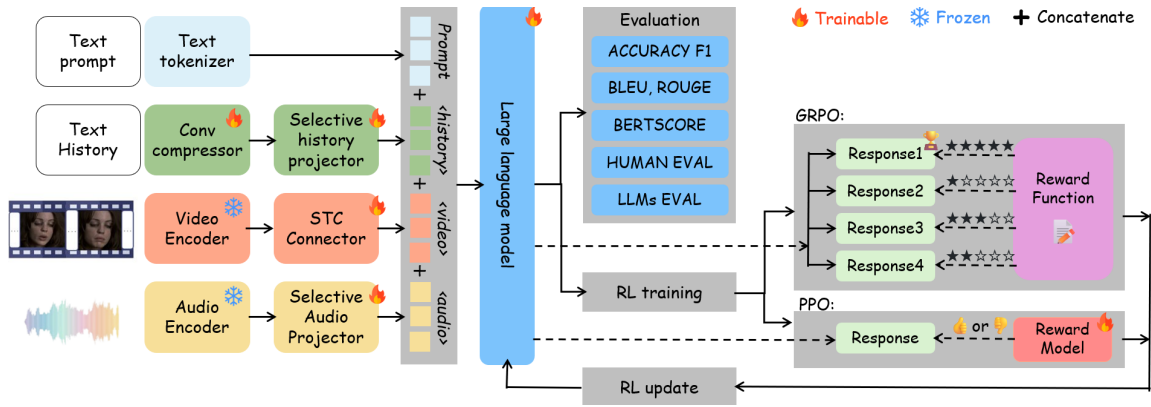 Trainable
Frozen
Concatenate
Text
prompt
Text
tokenizer
Prompt
+
Text
History
Conv
compressor
Selective
history
projector
<history>
+
Video
Encoder
STC
Connector
<video>
+
Audio
Encoder
Selective
Audio
Projector
<audio>
Large language model
Evaluation
ACCURACY F1
BLEU, ROUGE
BERTSCORE
HUMAN EVAL
LLMs EVAL
RL training
RL update
GRPO:
Response1
★★★★★
Response2
★☆☆☆☆
Response3
★★★☆☆
Response4
★★☆☆☆
Reward
Function
PPO:
Response
or
Reward
Model